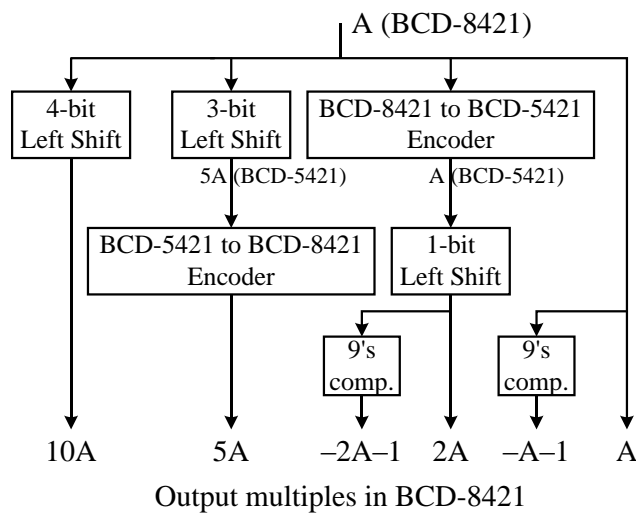 A (BCD-8421)
4-bit
Left Shift
3-bit
Left Shift
BCD-8421 to BCD-5421
Encoder
5A (BCD-5421)
A (BCD-5421)
BCD-5421 to BCD-8421
Encoder
1-bit
Left Shift
9's
comp.
9's
comp.
10A
5A
–2A–1
2A
–A–1
A
Output multiples in BCD-8421